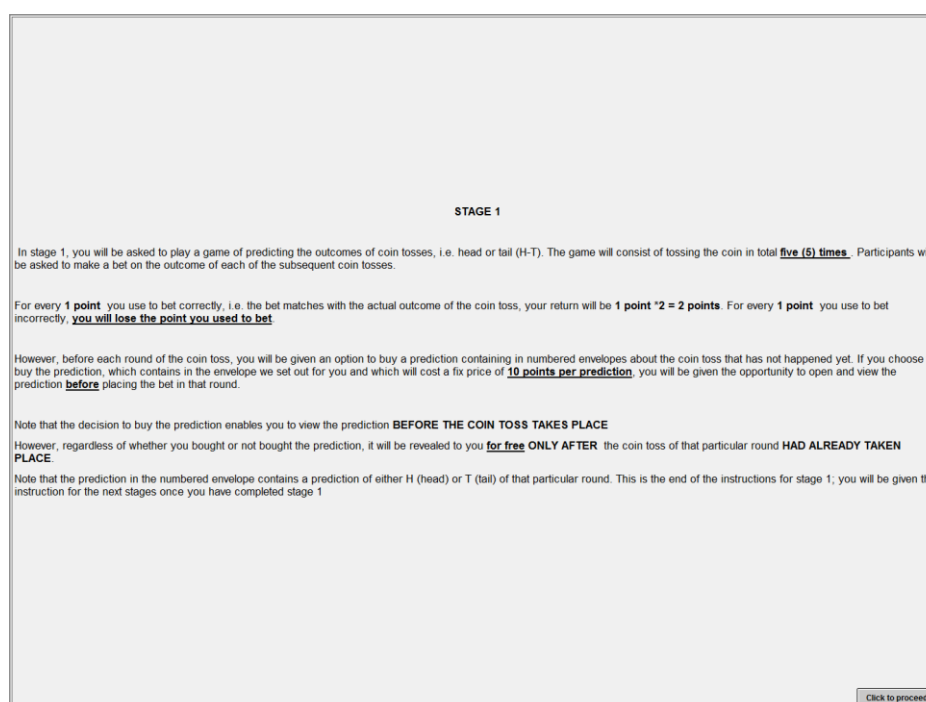 STAGE 1
In stage 1, you will be asked to play a game of predicting the outcomes of coin tosses, i.e. head or tail (H-T). The game will consist of tossing the coin in total five (5) times . Participants
be asked to make a bet on the outcome of each of the subsequent coin tosses.
For every 1 point you use to bet correctly, i.e. the bet matches with the actual outcome of the coin toss, your return will be 1 point *2 = 2 points. For every 1 point you use to bet
incorrectly, you will lose the point you used to bet.
However, before each round of the coin toss, you will be given an option to buy a prediction containing in numbered envelopes about the coin toss that has not happened yet. If you choose
buy the prediction, which contains in the envelope we set out for you and which will cost a fix price of 10 points per prediction, you will be given the opportunity to open and view the
prediction before placing the bet in that round.
Note that the decision to buy the prediction enables you to view the prediction BEFORE THE COIN TOSS TAKES PLACE
However, regardless of whether you bought or not bought the prediction, it will be revealed to you for free ONLY AFTER the coin toss of that particular round HAD ALREADY TAKEN
PLACE.
Note that the prediction in the numbered envelope contains a prediction of either H (head) or T (tail) of that particular round. This is the end of the instructions for stage 1; you will be given
instruction for the next stages once you have completed stage 1
Click to proceed